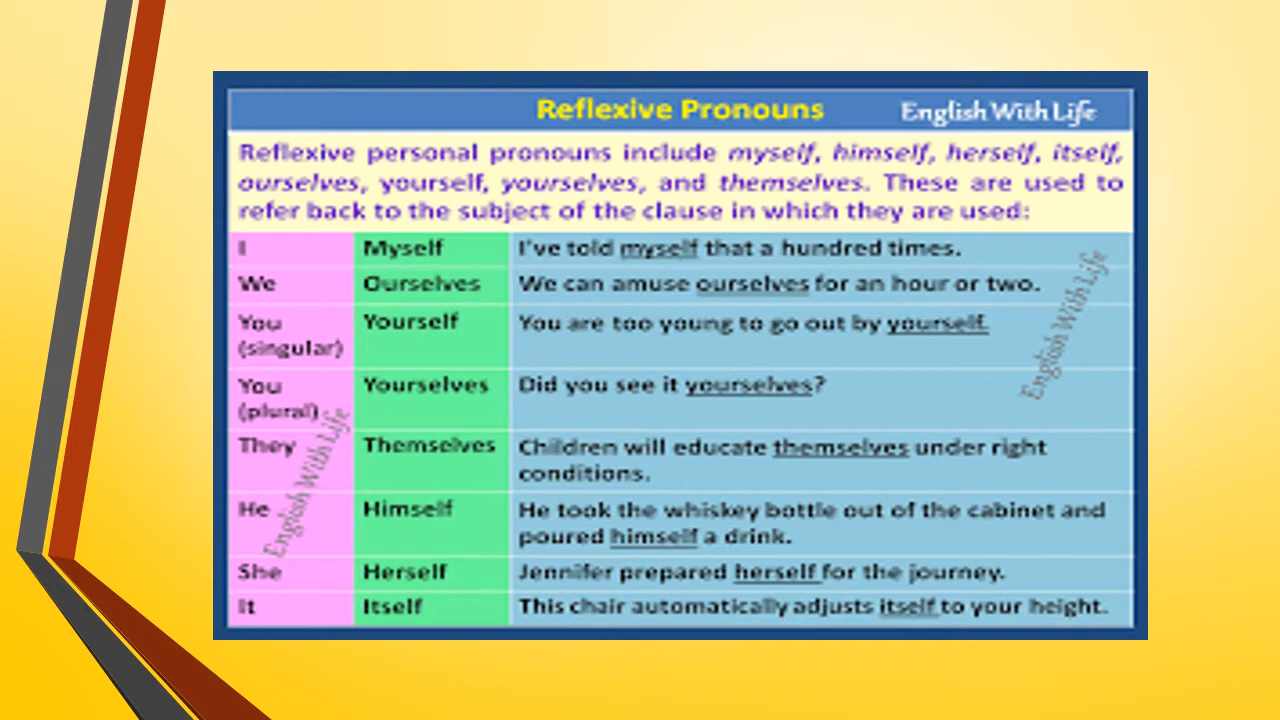 Reflexive Pronouns English With Life
Reflexive personal pronouns include myself, himself, herself, itself,
ourselves, yourself, yourselves, and themselves. These are used to
refer back to the subject of the clause in which they are used:
I Myself I've told myself that a hundred times.
We Ourselves We can amuse ourselves for an hour or two.
You Yourself You are too young to go out by yourself.
(singular)
You Yourselves Did you see it yourselves?
(plural)
They Themselves Children will educate themselves under right
conditions.
He Himself He took the whiskey bottle out of the cabinet and
poured himself a drink.
She Herself Jennifer prepared herself for the journey.
It Itself This chair automatically adjusts itself to your height.
English With Life
English With Life